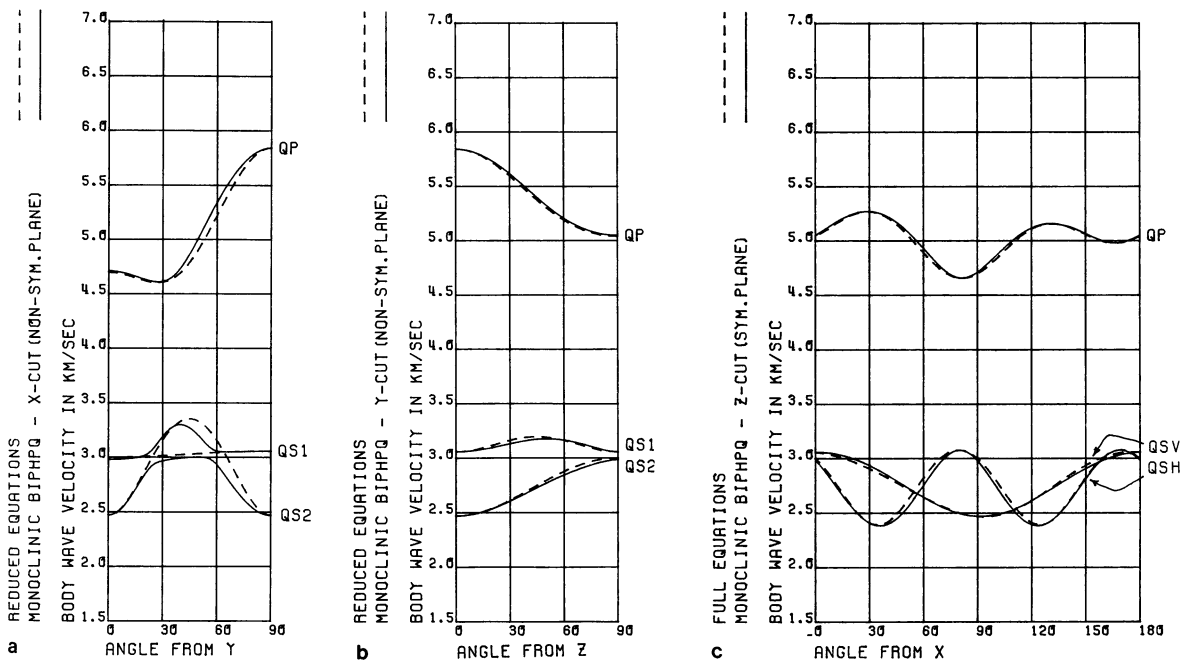 REDUCED EQUATIONS
MONOCLINIC BIPHPQ - X-CUT(NON-SYM.PLANE)
BODY WAVE VELOCITY IN KM/SEC
7.0
6.5
6.0
5.5
5.0
4.5
4.0
3.5
3.0
2.5
2.0
1.5
QP
QS1
QS2
0 30 60 90
ANGLE FROM Y
a
REDUCED EQUATIONS
MONOCLINIC BIPHPQ - Y-CUT(NON-SYM.PLANE)
BODY WAVE VELOCITY IN KM/SEC
7.0
6.5
6.0
5.5
5.0
4.5
4.0
3.5
3.0
2.5
2.0
1.5
QP
QS1
QS2
0 30 60 90
ANGLE FROM Z
b
FULL EQUATIONS
MONOCLINIC BIPHPQ - Z-CUT(SYM.PLANE)
BODY WAVE VELOCITY IN KM/SEC
7.0
6.5
6.0
5.5
5.0
4.5
4.0
3.5
3.0
2.5
2.0
1.5
QP
QSV
QSH
-0 30 60 90 120 150 180
ANGLE FROM X
c